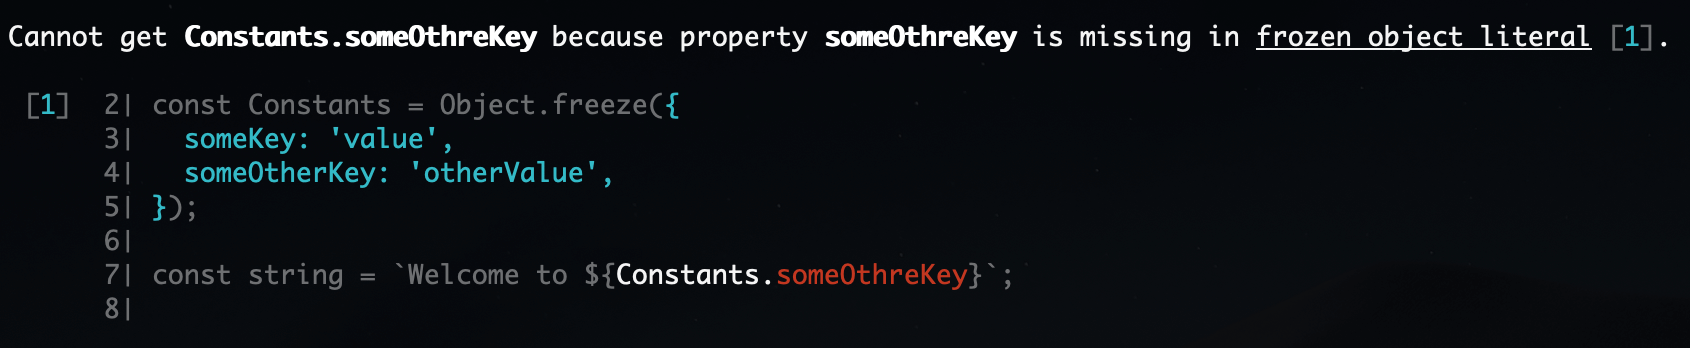 Cannot get Constants.someOthreKey because property someOthreKey is missing in frozen object literal [1].
[1]  2| const Constants = Object.freeze({
     3|   someKey: 'value',
     4|   someOtherKey: 'otherValue',
     5| });
     6|
     7| const string = `Welcome to ${Constants.someOthreKey}`;
     8|